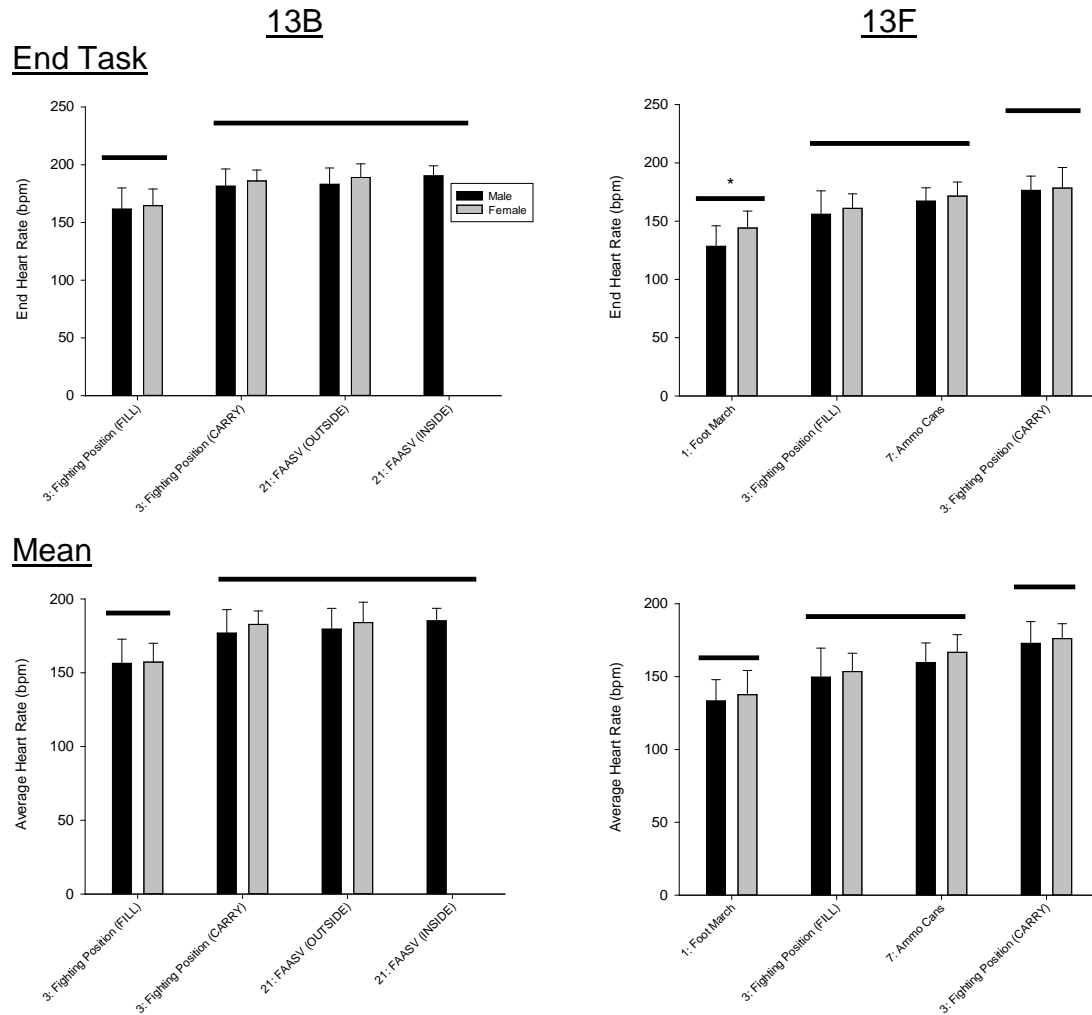 13B
13F
End Task
End Heart Rate (bpm)
250
200
150
100
50
0
Male
Female
3: Fighting Position (FILL)
3: Fighting Position (CARRY)
21: FAASV (OUTSIDE)
21: FAASV (INSIDE)
End Heart Rate (bpm)
250
200
150
100
50
0
*
1: Foot March
3: Fighting Position (FILL)
7: Ammo Cans
3: Fighting Position (CARRY)
Mean
Average Heart Rate (bpm)
200
150
100
50
0
3: Fighting Position (FILL)
3: Fighting Position (CARRY)
21: FAASV (OUTSIDE)
21: FAASV (INSIDE)
Average Heart Rate (bpm)
200
150
100
50
0
1: Foot March
3: Fighting Position (FILL)
7: Ammo Cans
3: Fighting Position (CARRY)